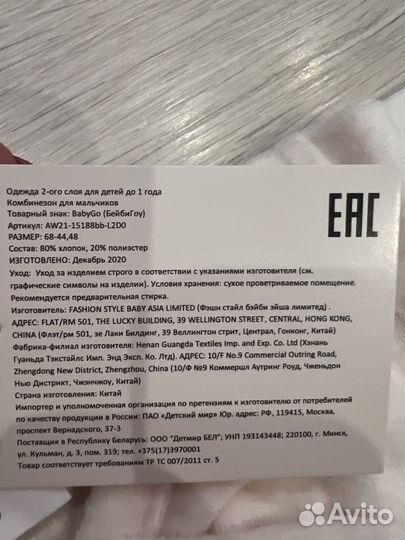 Одежда 2-ого слоя для детей до 1 года
Комбинезон для мальчиков
Товарный знак: BabyGo (БейбиГоу)
Артикул: AW21-15188bb-L2D0
РАЗМЕР: 68-44,48
Состав: 80% хлопок, 20% полиэстер
ИЗГОТОВЛЕНО: Декабрь 2020
Уход: Уход за изделием строго в соответствии с указаниями изготовителя (см.
графические символы на изделии). Условия хранения: сухое проветриваемое помещение.
Рекомендуется предварительная стирка.
Изготовитель: FASHION STYLE BABY ASIA LIMITED (Фэшн стайл бэйби эйша лимитед) .
АДРЕС: FLAT/RM 501, THE LUCKY BUILDING, 39 WELLINGTON STREET, CENTRAL, HONG KONG,
CHINA (Флэт/рм 501, зе Лаки Билдинг, 39 Веллингтон стрит, Централ, Гонконг, Китай)
Фабрика-филиал изготовителя: Henan Guangda Textiles Imp. and Exp. Co. Ltd. (Хэнань
Гуаньда Тэкстайлс Имп. Энд Эксп. Ко. Лтд). АДРЕС: 10/F No.9 Commercial Outring Road,
Zhengdong New District, Zhengzhou, China (10/Ф №9 Коммершл Аутринг Роуд, Чженьдон
Нью Дистрикт, Чжэнчжоу, Китай)
Страна изготовления: Китай
Импортер и уполномоченная организация по претензиям к изготовителю от потребителей
по качеству продукции в России: ПАО «Детский мир» Юр. адрес: РФ, 119415, Москва,
проспект Вернадского, 37-3
Поставщик в Республику Беларусь: ООО "Детмир БЕЛ"; УНП 193143448; 220100, г. Минск,
ул. Кульман, д. 3, пом. 319; тел. +375(17)3970001
Товар соответствует требованиям ТР ТС 007/2011 ст. 5
EAC
Avito